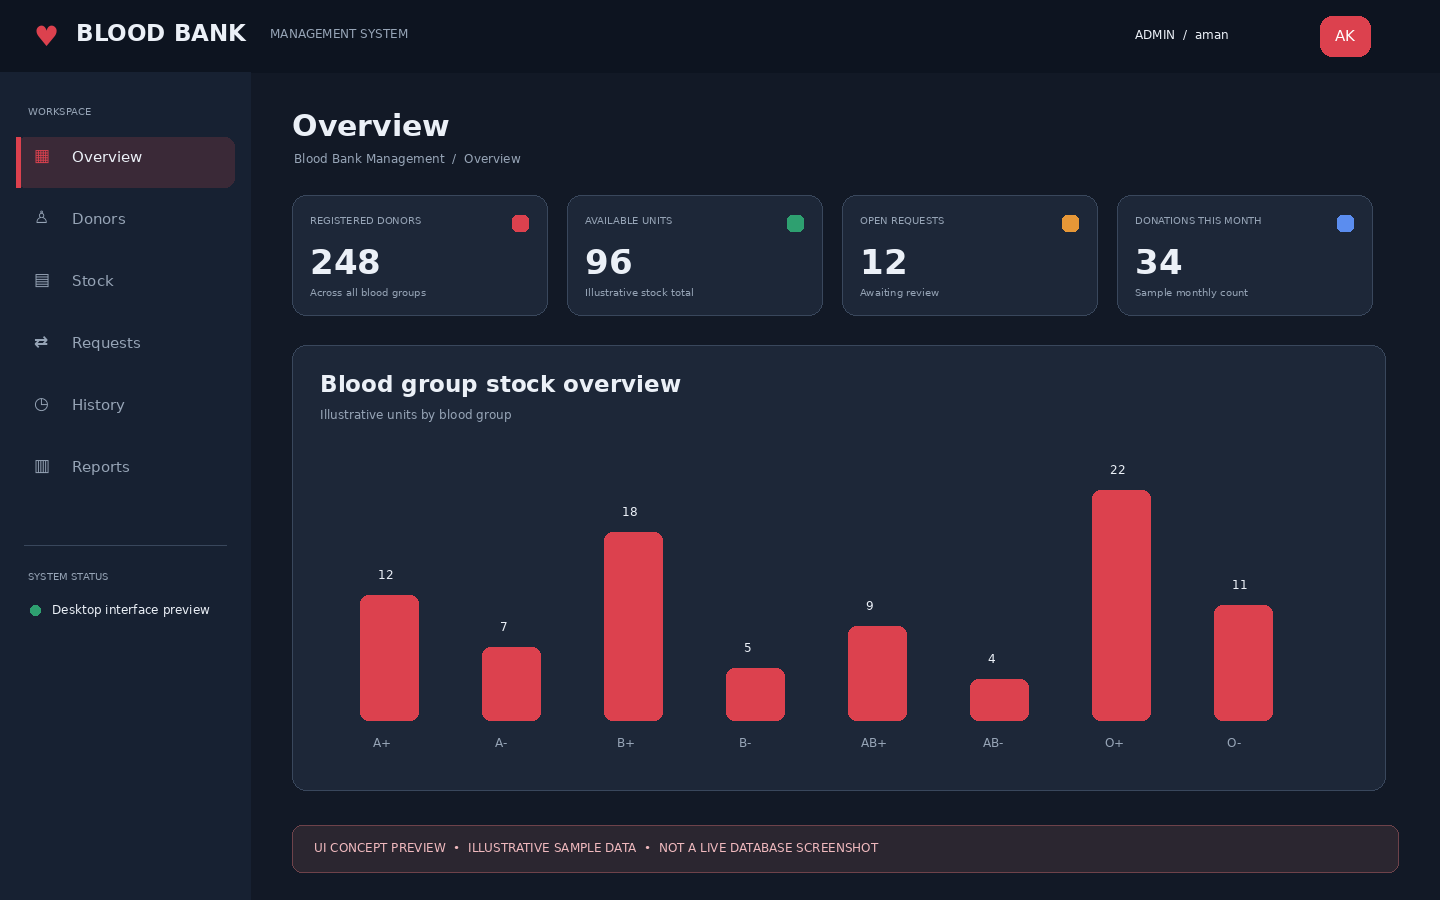 BLOOD BANK MANAGEMENT SYSTEM
ADMIN / aman
AK
WORKSPACE
Overview
Donors
Stock
Requests
History
Reports
SYSTEM STATUS
Desktop interface preview
Overview
Blood Bank Management / Overview
REGISTERED DONORS
248
Across all blood groups
AVAILABLE UNITS
96
Illustrative stock total
OPEN REQUESTS
12
Awaiting review
DONATIONS THIS MONTH
34
Sample monthly count
Blood group stock overview
Illustrative units by blood group
12
7
18
5
9
4
22
11
A+
A-
B+
B-
AB+
AB-
O+
O-
UI CONCEPT PREVIEW • ILLUSTRATIVE SAMPLE DATA • NOT A LIVE DATABASE SCREENSHOT